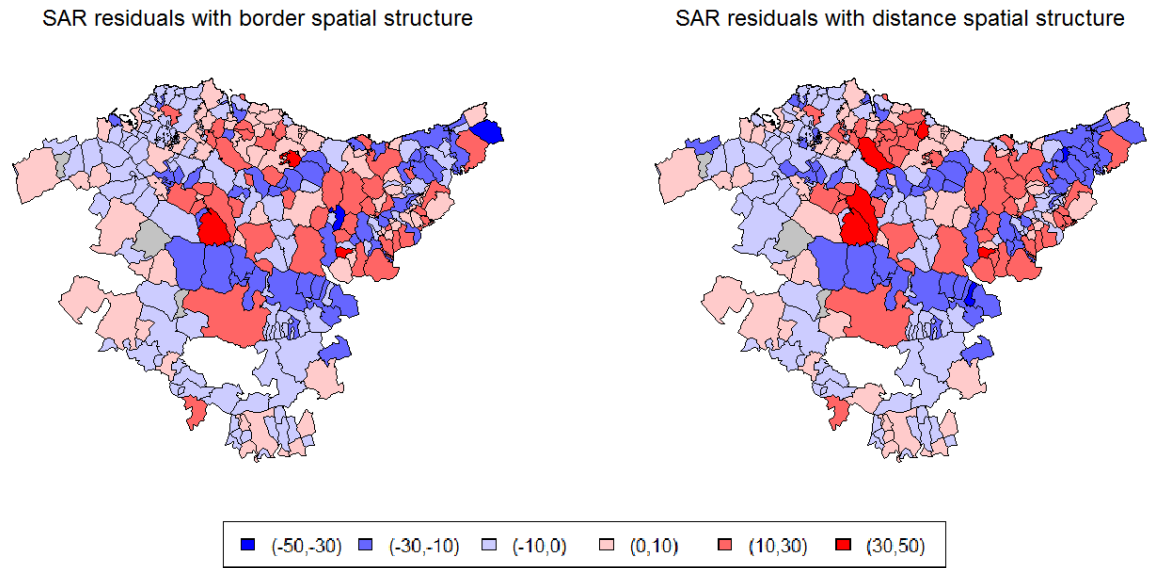 SAR residuals with border spatial structure
SAR residuals with distance spatial structure
(-50,-30) (-30,-10) (-10,0) (0,10) (10,30) (30,50)